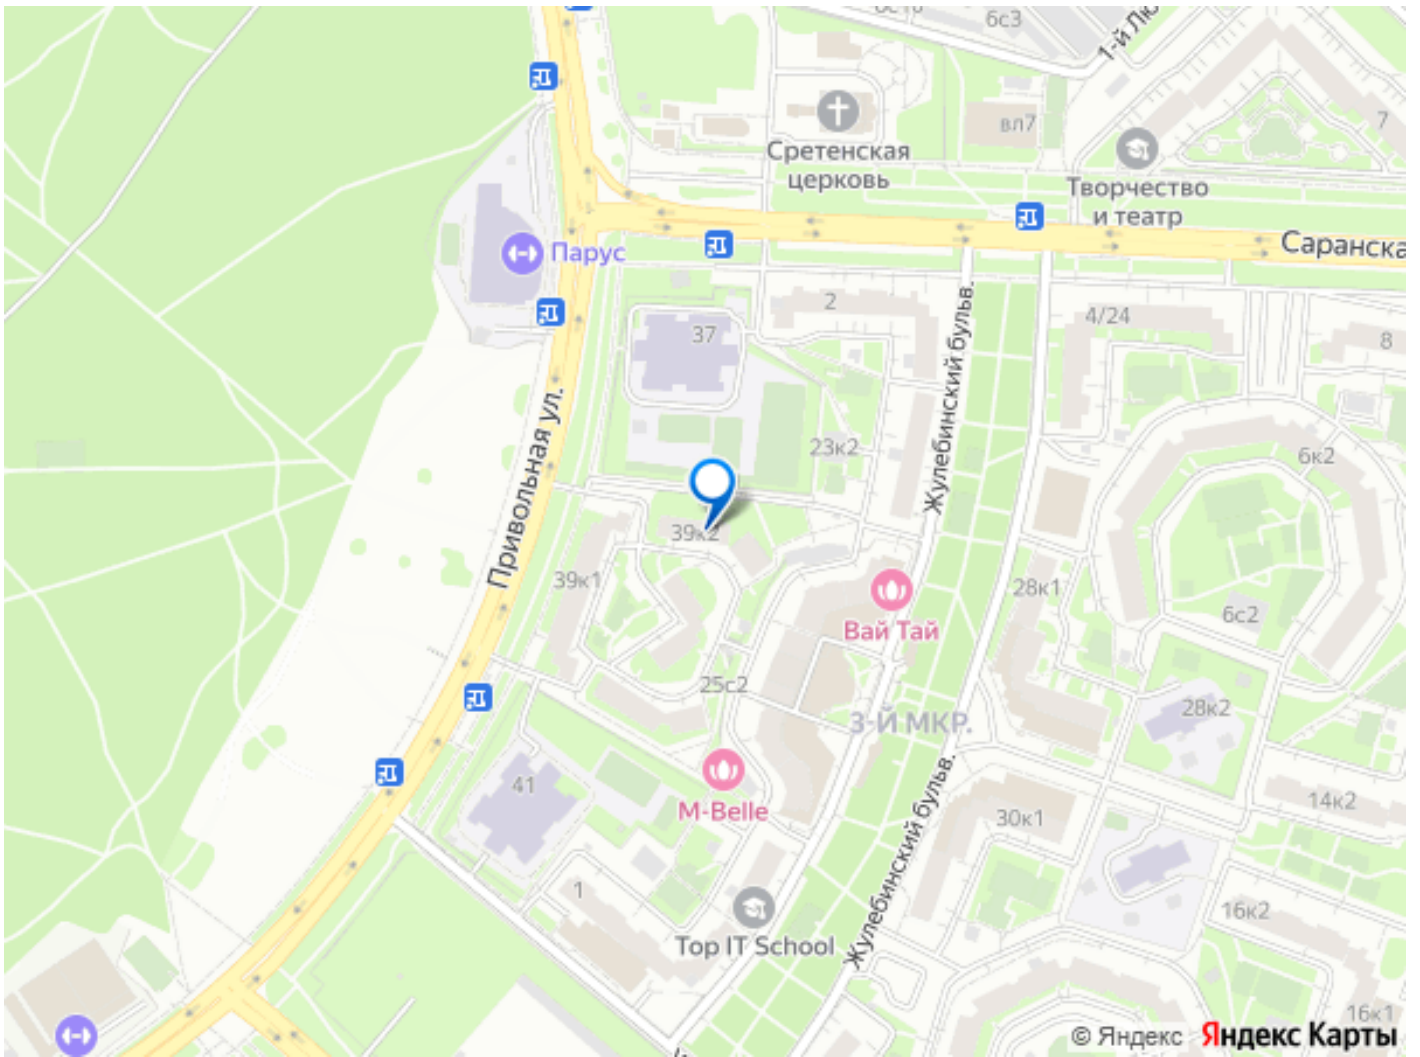 6с3
1-й Лю
7
вл7
Сретенская
церковь
Творчество
и театр
Саранска
Парус
2
4/24
37
8
Жулебинский бульв.
Привольная ул.
23к2
6к2
39к2
39к1
28к1
Вай Тай
6с2
25с2
28к2
3-Й МКР.
41
M-Belle
14к2
30к1
Жулебинский бульв.
1
16к2
Top IT School
16к1
© Яндекс Яндекс Карты